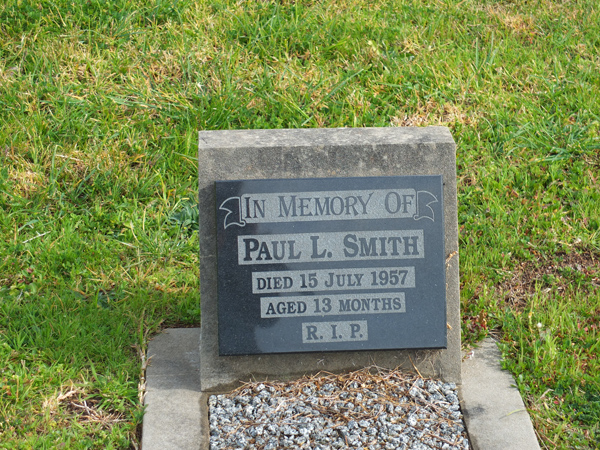 In Memory Of
Paul L. Smith
Died 15 July 1957
Aged 13 Months
R. I. P.